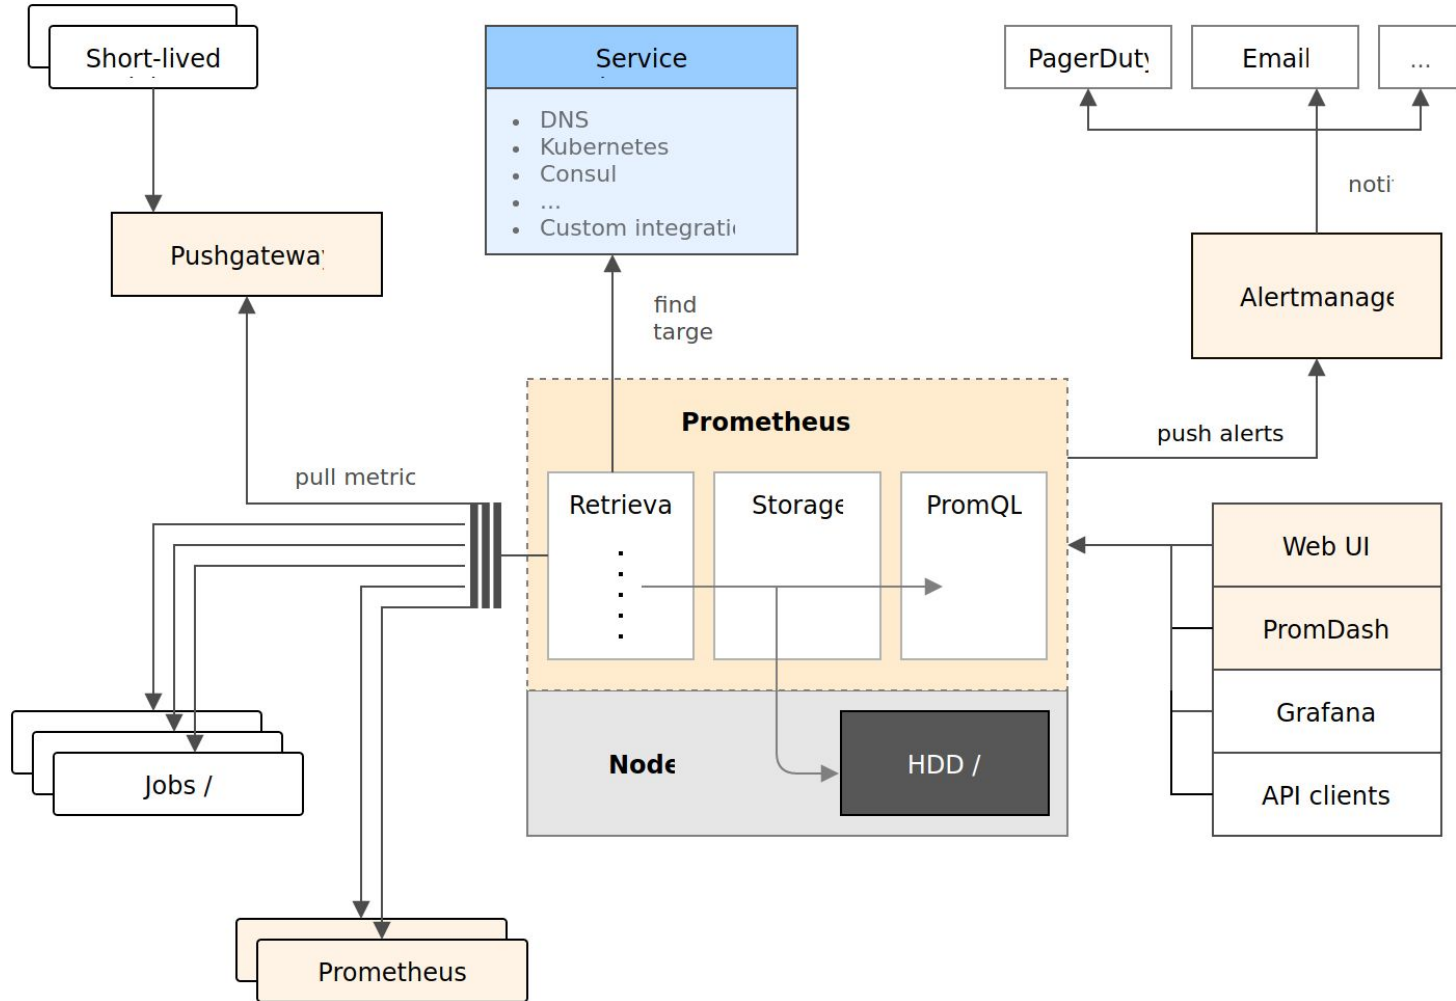 Short-lived
Service
PagerDuty
Email
...
DNS
Kubernetes
Consul
...
Custom integrati
noti
Pushgateway
Alertmanage
find
targe
Prometheus
push alerts
pull metric
Retrieva
Storage
PromQL
Web UI
PromDash
Grafana
API clients
Node
HDD /
Jobs /
Prometheus